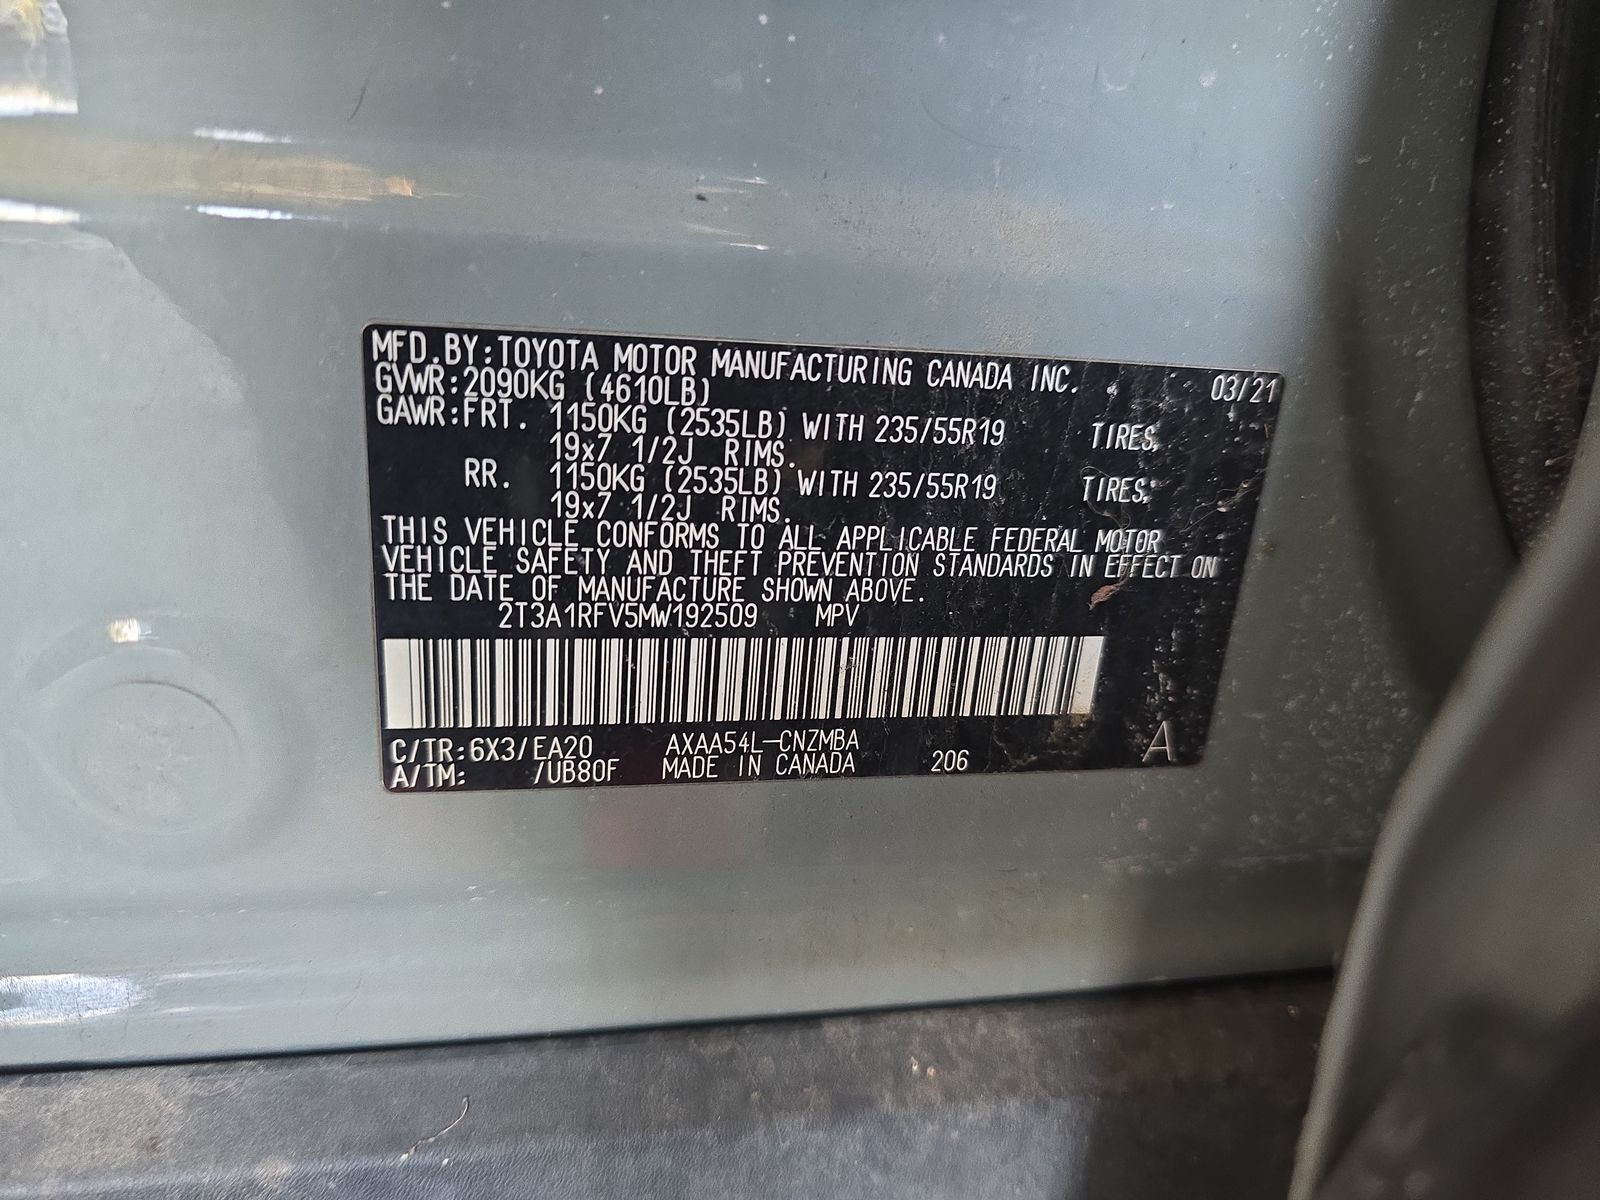 MFD.BY:TOYOTA MOTOR MANUFACTURING CANADA INC. 03/21
GVWR:2090KG (4610LB)
GAWR:FRT. 1150KG (2535LB) WITH 235/55R19 TIRES,
19x7 1/2J RIMS.
RR. 1150KG (2535LB) WITH 235/55R19 TIRES,
19x7 1/2J RIMS.
THIS VEHICLE CONFORMS TO ALL APPLICABLE FEDERAL MOTOR
VEHICLE SAFETY AND THEFT PREVENTION STANDARDS IN EFFECT ON
THE DATE OF MANUFACTURE SHOWN ABOVE.
2T3A1RFV5MW192509 MPV
C/TR:6X3/EA20 AXAA54L-CNZMBA A
A/TM: /UB80F MADE IN CANADA 206